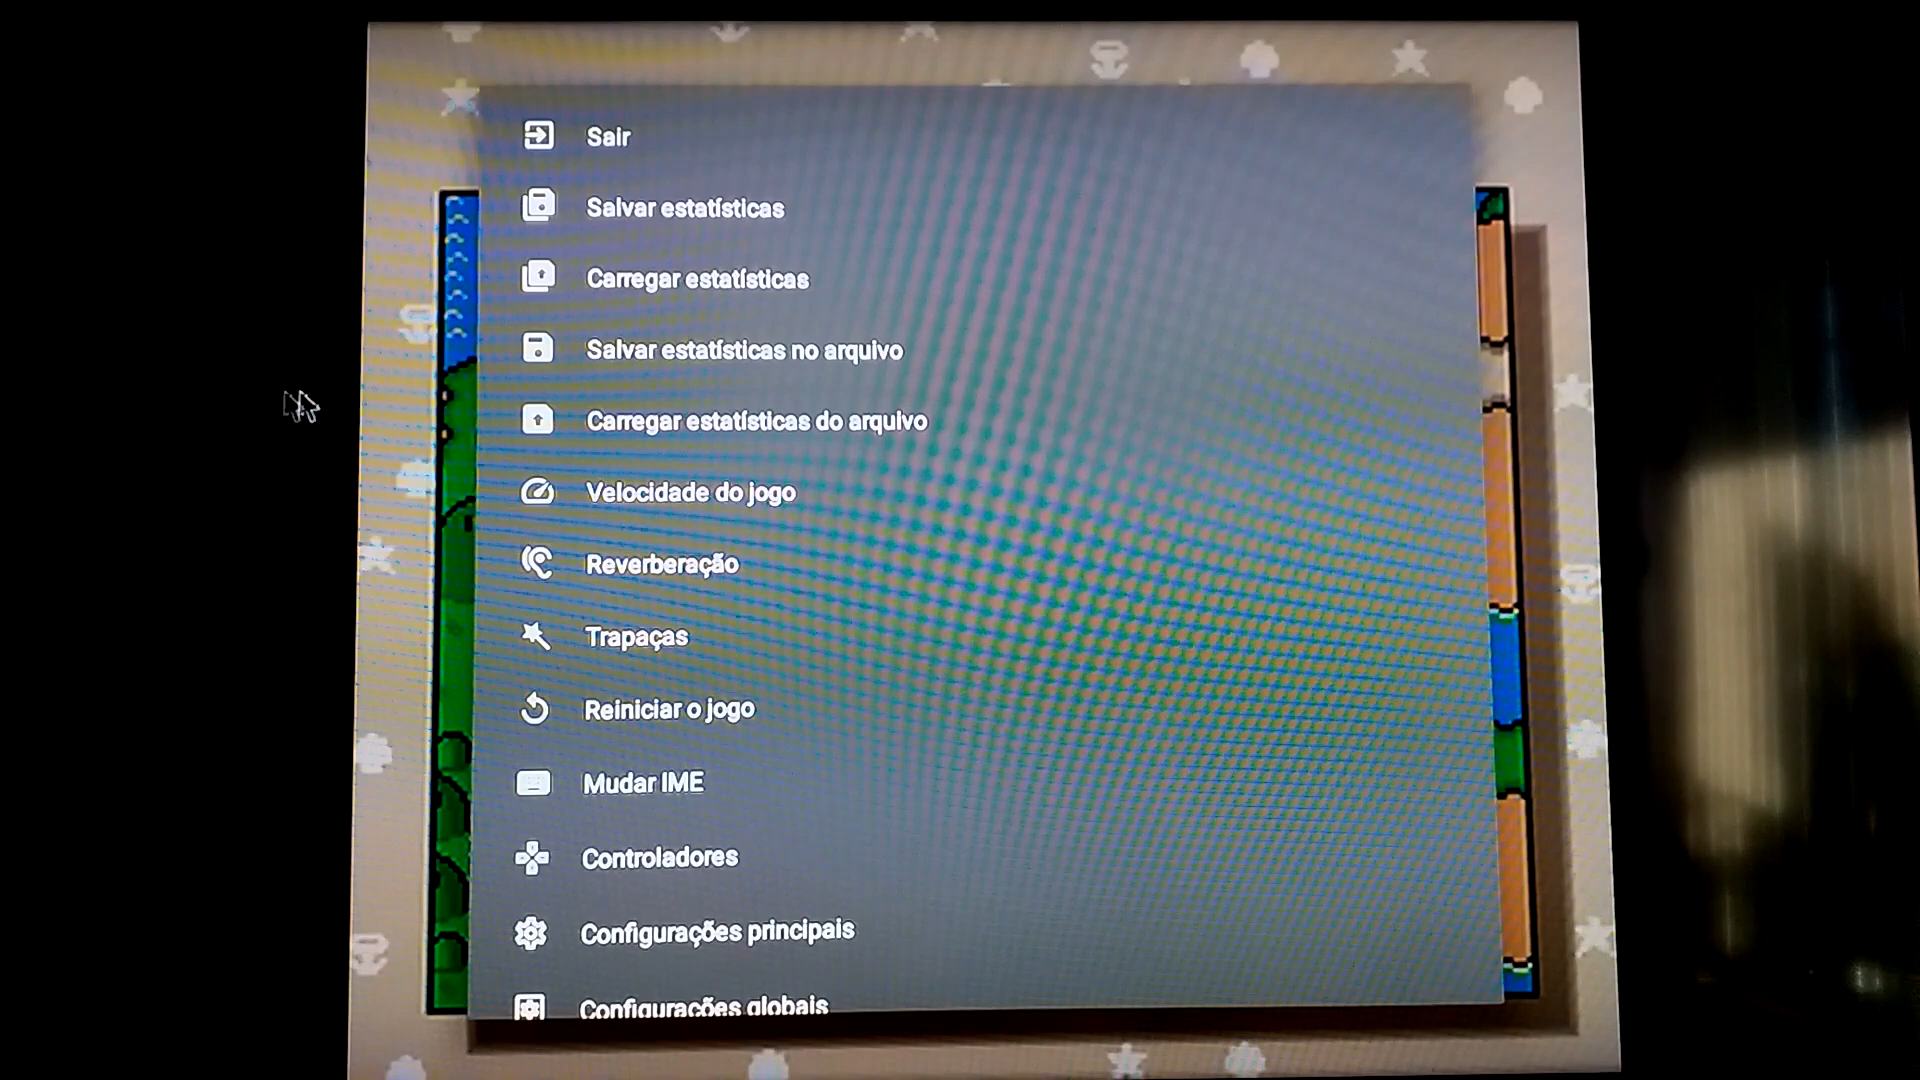 Sair
Salvar estatísticas
Carregar estatísticas
Salvar estatísticas no arquivo
Carregar estatísticas do arquivo
Velocidade do jogo
Reverberação
Trapaças
Reiniciar o jogo
Mudar IME
Controladores
Configurações principais
Configurações globais